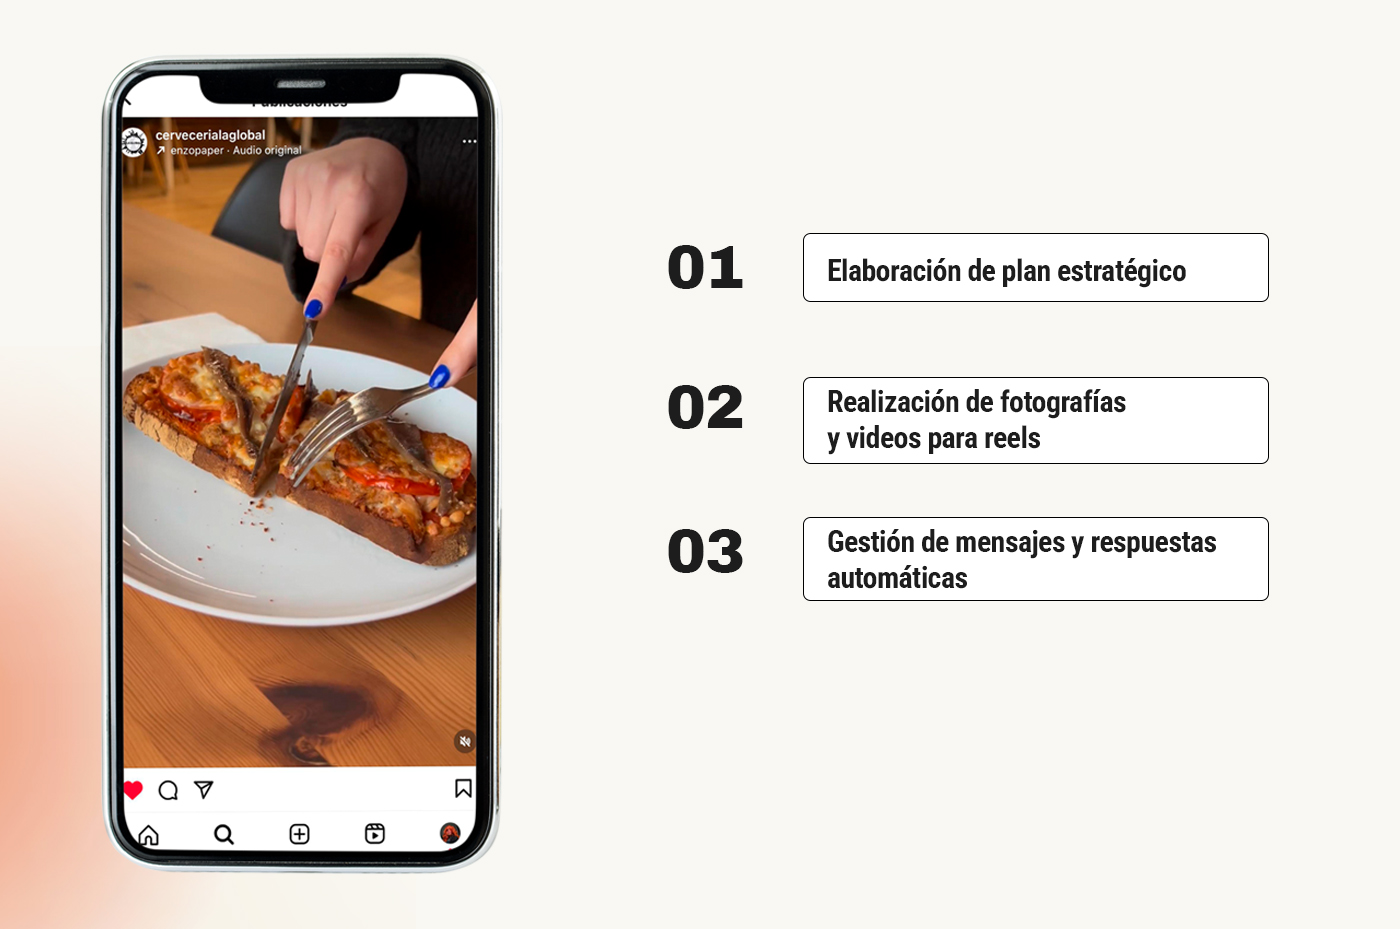 Publicaciones
cervecerialaglobal
enzopaper · Audio original
01
Elaboración de plan estratégico
02
Realización de fotografías
y videos para reels
03
Gestión de mensajes y respuestas
automáticas